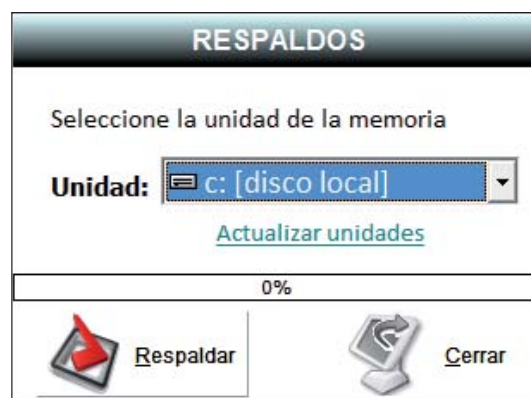 RESPALDOS
Seleccione la unidad de la memoria
Unidad: c: [disco local]
Actualizar unidades
0%
Respaldar Cerrar